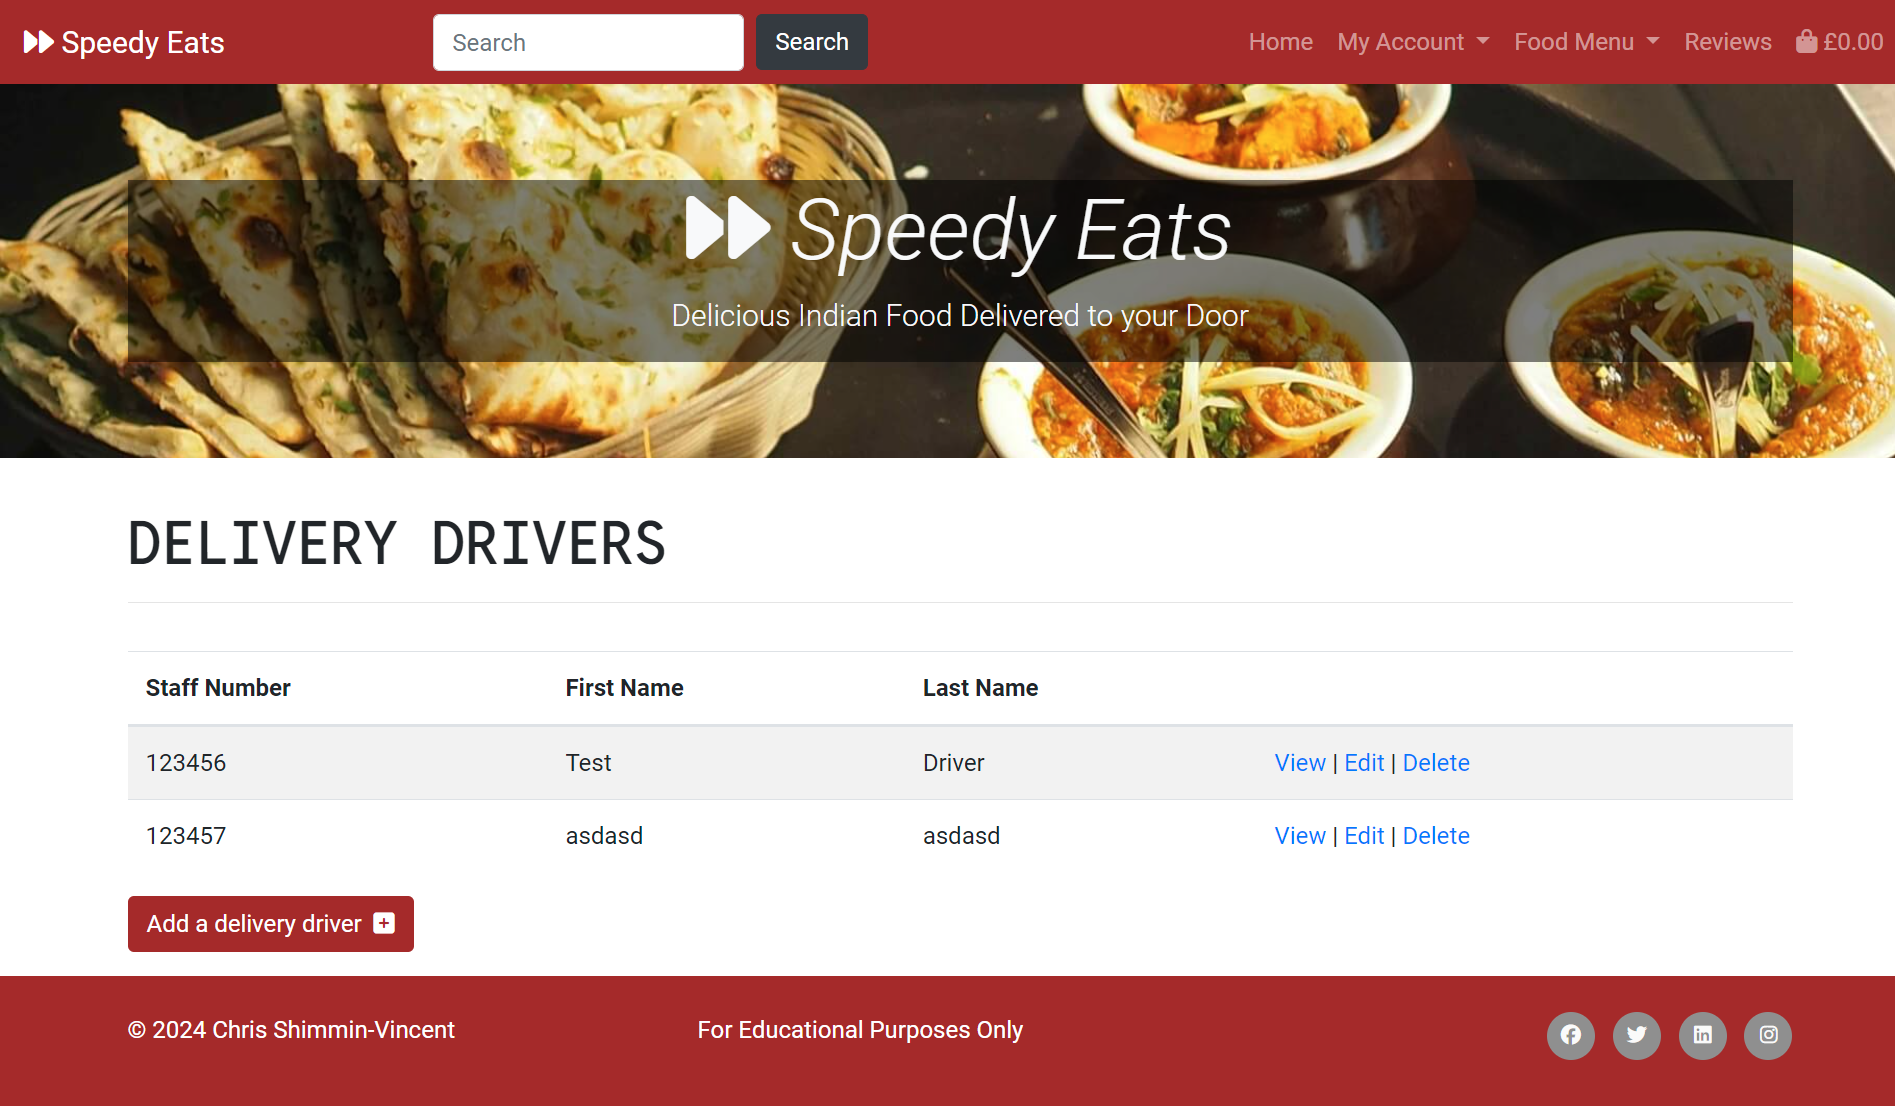 Speedy Eats
Search
Search
Home My Account Food Menu Reviews £0.00
Speedy Eats
Delicious Indian Food Delivered to your Door
DELIVERY DRIVERS
Staff Number First Name Last Name
123456 Test Driver View | Edit | Delete
123457 asdasd asdasd View | Edit | Delete
Add a delivery driver
© 2024 Chris Shimmin-Vincent
For Educational Purposes Only